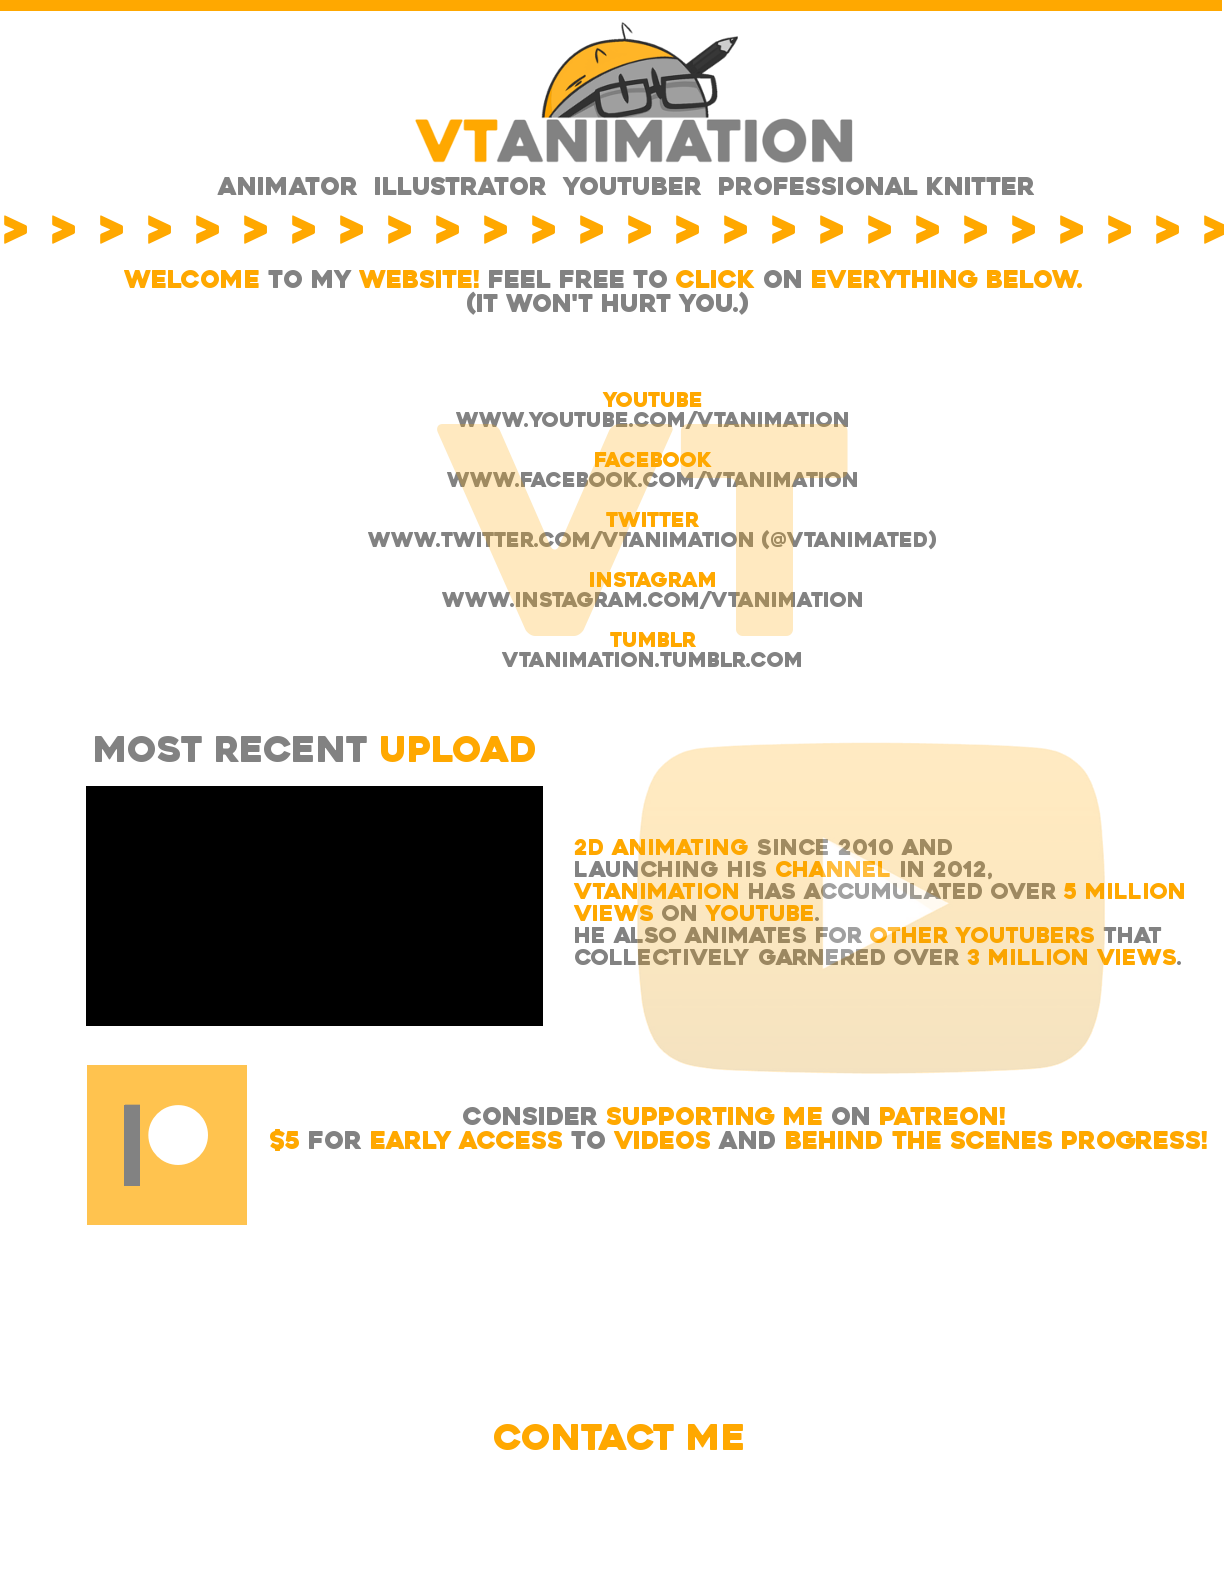 VTANIMATION
ANIMATOR ILLUSTRATOR YOUTUBER PROFESSIONAL KNITTER
> > > > > > > > > > > > > > > > > > > > > > > > > >
WELCOME TO MY WEBSITE! FEEL FREE TO CLICK ON EVERYTHING BELOW.
(IT WON'T HURT YOU.)
YOUTUBE
WWW.YOUTUBE.COM/VTANIMATION
VT
FACEBOOK
WWW.FACEBOOK.COM/VTANIMATION
TWITTER
WWW.TWITTER.COM/VTANIMATION (@VTANIMATED)
INSTAGRAM
WWW.INSTAGRAM.COM/VTANIMATION
TUMBLR
VTANIMATION.TUMBLR.COM
MOST RECENT UPLOAD
2D ANIMATING SINCE 2010 AND
LAUNCHING HIS CHANNEL IN 2012,
VTANIMATION HAS ACCUMULATED OVER 5 MILLION
VIEWS ON YOUTUBE.
HE ALSO ANIMATES FOR OTHER YOUTUBERS THAT
COLLECTIVELY GARNERED OVER 3 MILLION VIEWS.
CONSIDER SUPPORTING ME ON PATREON!
$5 FOR EARLY ACCESS TO VIDEOS AND BEHIND THE SCENES PROGRESS!
CONTACT ME